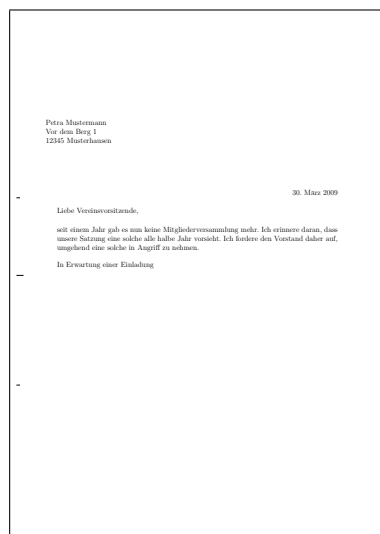 Petra Mustermann
Vor dem Berg 1
12345 Musterhausen
30. März 2009
Liebe Vereinsvorsitzende,
seit einem Jahr gab es nun keine Mitgliederversammlung mehr. Ich erinnere daran, dass
unsere Satzung eine solche alle halbe Jahr vorsieht. Ich fordere den Vorstand daher auf,
umgehend eine solche in Angriff zu nehmen.
In Erwartung einer Einladung